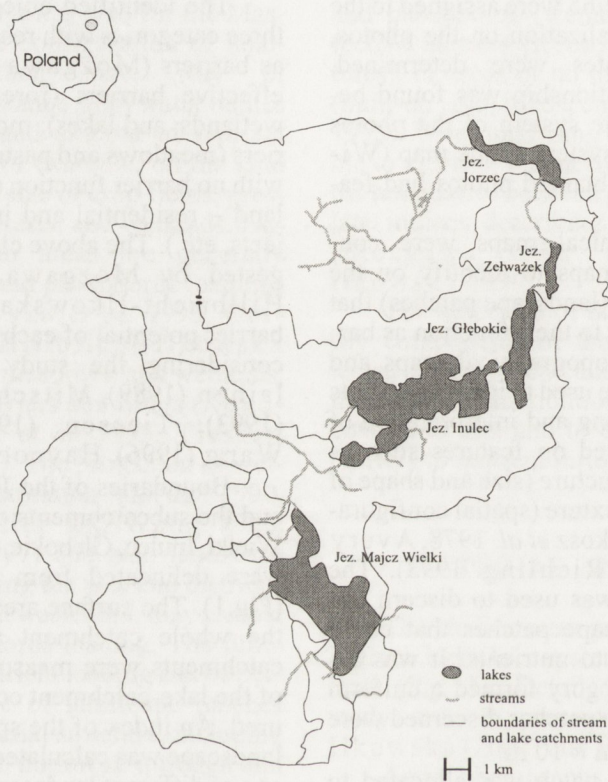 Poland
Jez.
Jorzec
Jez.
Zełwążek
Jez. Głębokie
Jez. Inulec
Jez. Majcz Wielki
lakes
streams
boundaries of stream
and lake catchments
1 km